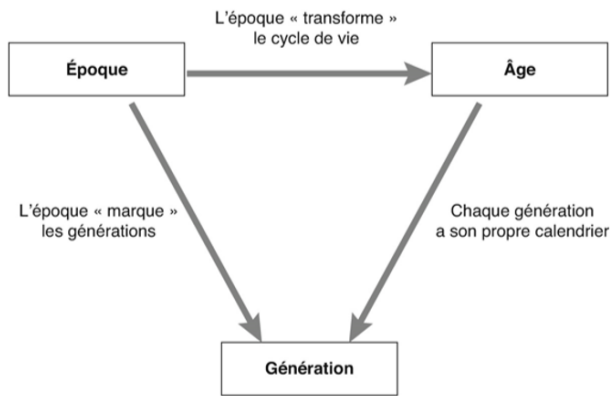 L'époque « transforme »
le cycle de vie
Époque
Âge
L'époque « marque »
les générations
Chaque génération
a son propre calendrier
Génération